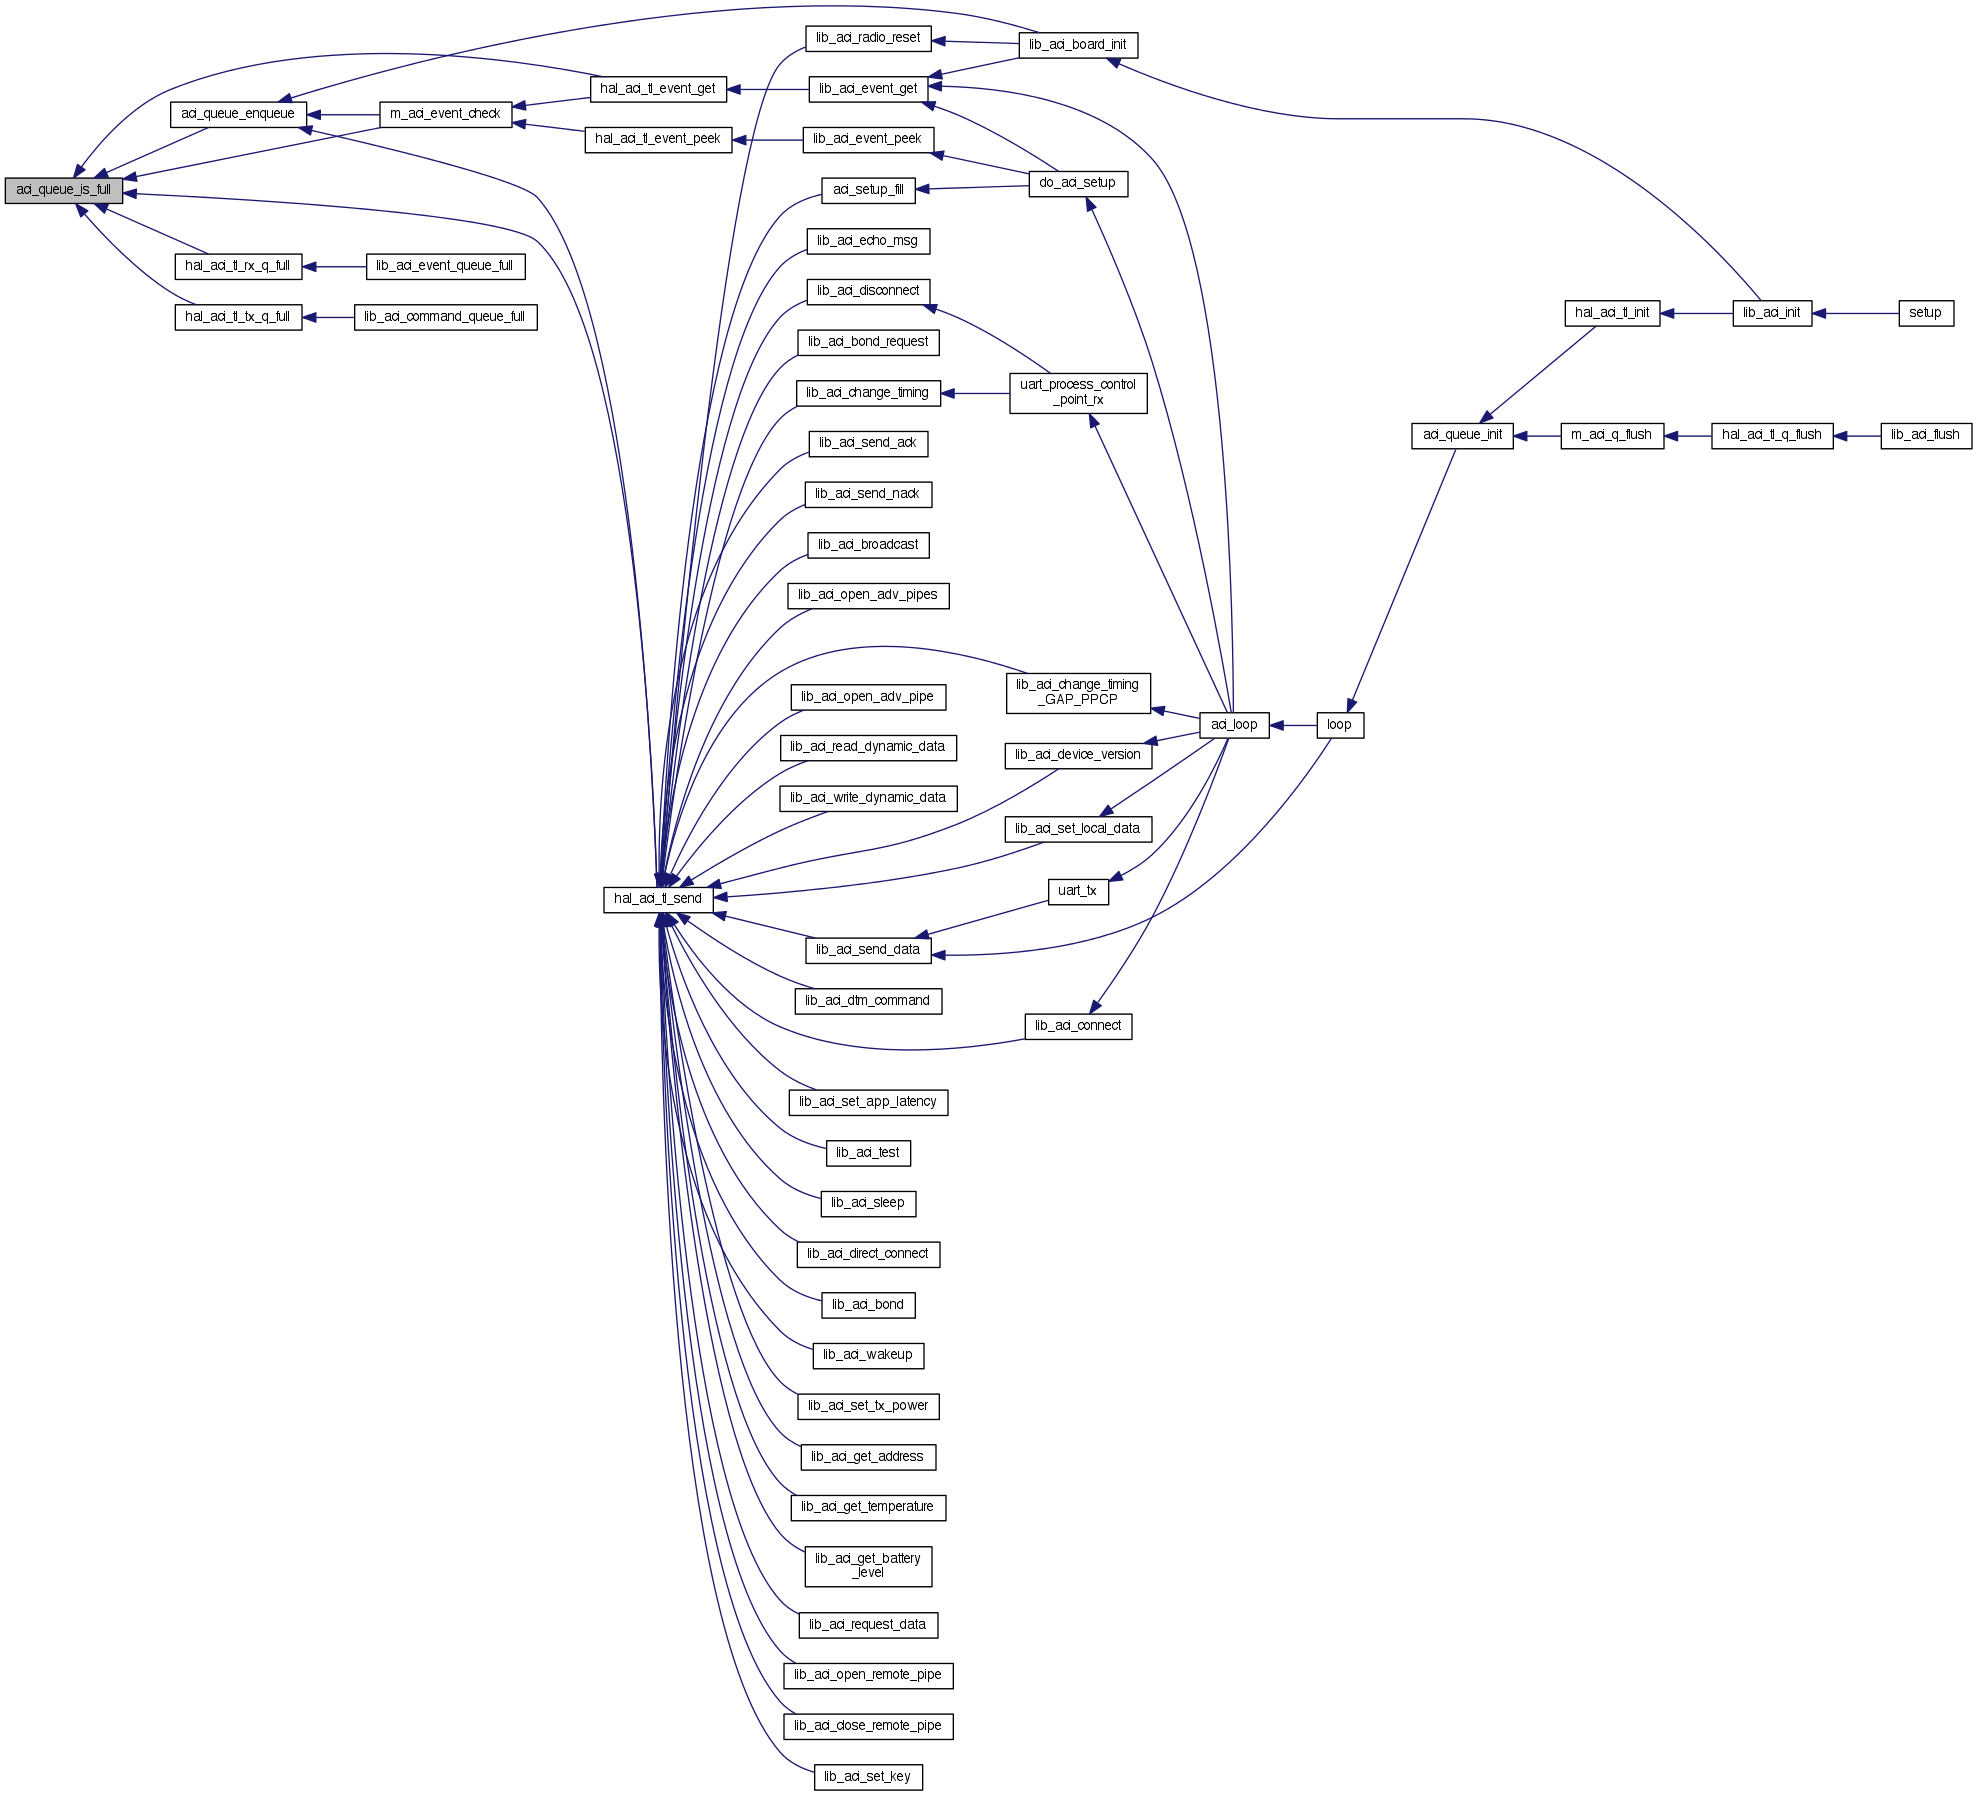 aci_queue_is_full
aci_queue_enqueue
hal_aci_tl_rx_q_full
hal_aci_tl_tx_q_full
m_aci_event_check
lib_aci_event_queue_full
lib_aci_command_queue_full
hal_aci_tl_event_get
hal_aci_tl_event_peek
hal_aci_tl_send
lib_aci_radio_reset
lib_aci_event_get
lib_aci_event_peek
aci_setup_fill
lib_aci_echo_msg
lib_aci_disconnect
lib_aci_bond_request
lib_aci_change_timing
lib_aci_send_ack
lib_aci_send_nack
lib_aci_broadcast
lib_aci_open_adv_pipes
lib_aci_open_adv_pipe
lib_aci_read_dynamic_data
lib_aci_write_dynamic_data
lib_aci_send_data
lib_aci_dtm_command
lib_aci_set_app_latency
lib_aci_test
lib_aci_sleep
lib_aci_direct_connect
lib_aci_bond
lib_aci_wakeup
lib_aci_set_tx_power
lib_aci_get_address
lib_aci_get_temperature
lib_aci_get_battery
_level
lib_aci_request_data
lib_aci_open_remote_pipe
lib_aci_close_remote_pipe
lib_aci_set_key
lib_aci_board_init
do_aci_setup
uart_process_control
_point_rx
lib_aci_change_timing
_GAP_PPCP
lib_aci_device_version
lib_aci_set_local_data
uart_tx
lib_aci_connect
aci_loop
loop
aci_queue_init
hal_aci_tl_init
m_aci_q_flush
lib_aci_init
hal_aci_tl_q_flush
setup
lib_aci_flush